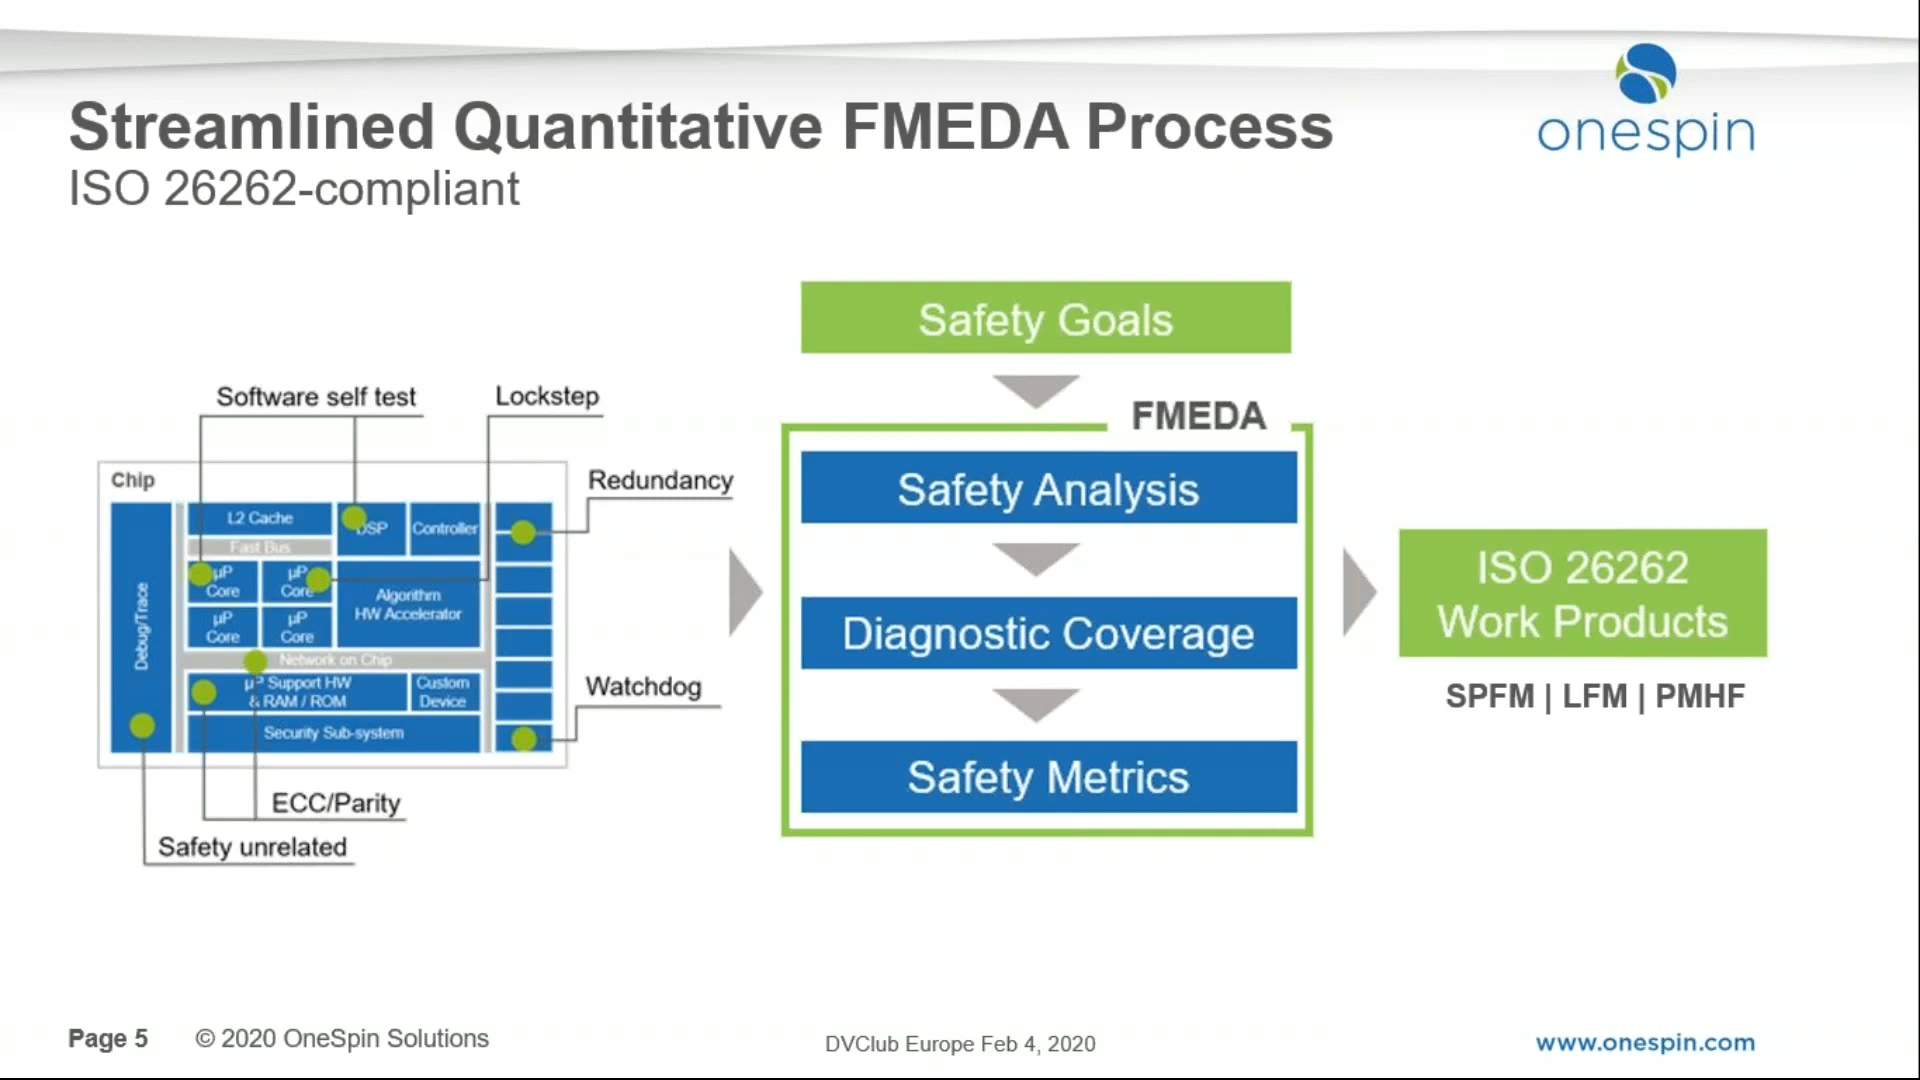 onespin
Streamlined Quantitative FMEDA Process
ISO 26262-compliant
Software self test
Lockstep
Redundancy
Chip
L2 Cache
DSP
Controller
Fast Bus
µP
Core
µP
Core
Algorithm
HW Accelerator
µP
Core
µP
Core
Debug/Trace
Network on Chip
µP Support HW
& RAM / ROM
Custom
Device
Security Sub-system
Watchdog
ECC/Parity
Safety unrelated
Safety Goals
FMEDA
Safety Analysis
Diagnostic Coverage
Safety Metrics
ISO 26262
Work Products
SPFM | LFM | PMHF
Page 5
© 2020 OneSpin Solutions
DVClub Europe Feb 4, 2020
www.onespin.com